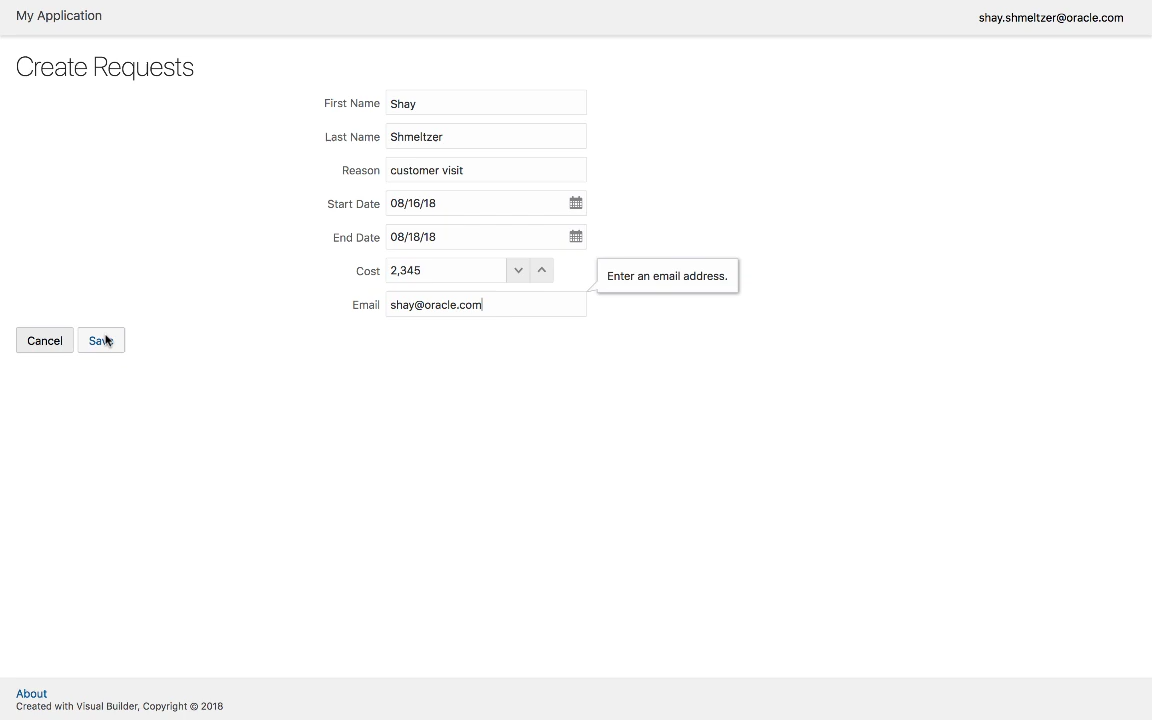 My Application
shay.shmeltzer@oracle.com
Create Requests
First Name Shay
Last Name Shmeltzer
Reason customer visit
Start Date 08/16/18
End Date 08/18/18
Cost 2,345
Enter an email address.
Email shay@oracle.com
Cancel Save
About
Created with Visual Builder, Copyright © 2018